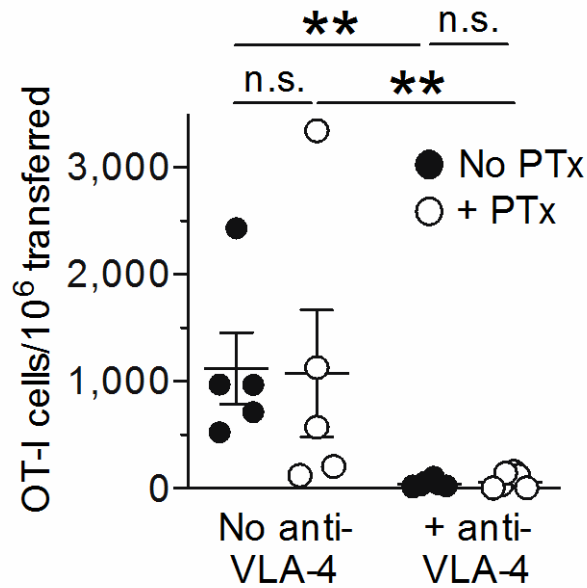 ** n.s.
n.s. **
OT-I cells/10⁶ transferred
3,000
2,000
1,000
0
No PTx
+ PTx
No anti-
VLA-4
+ anti-
VLA-4